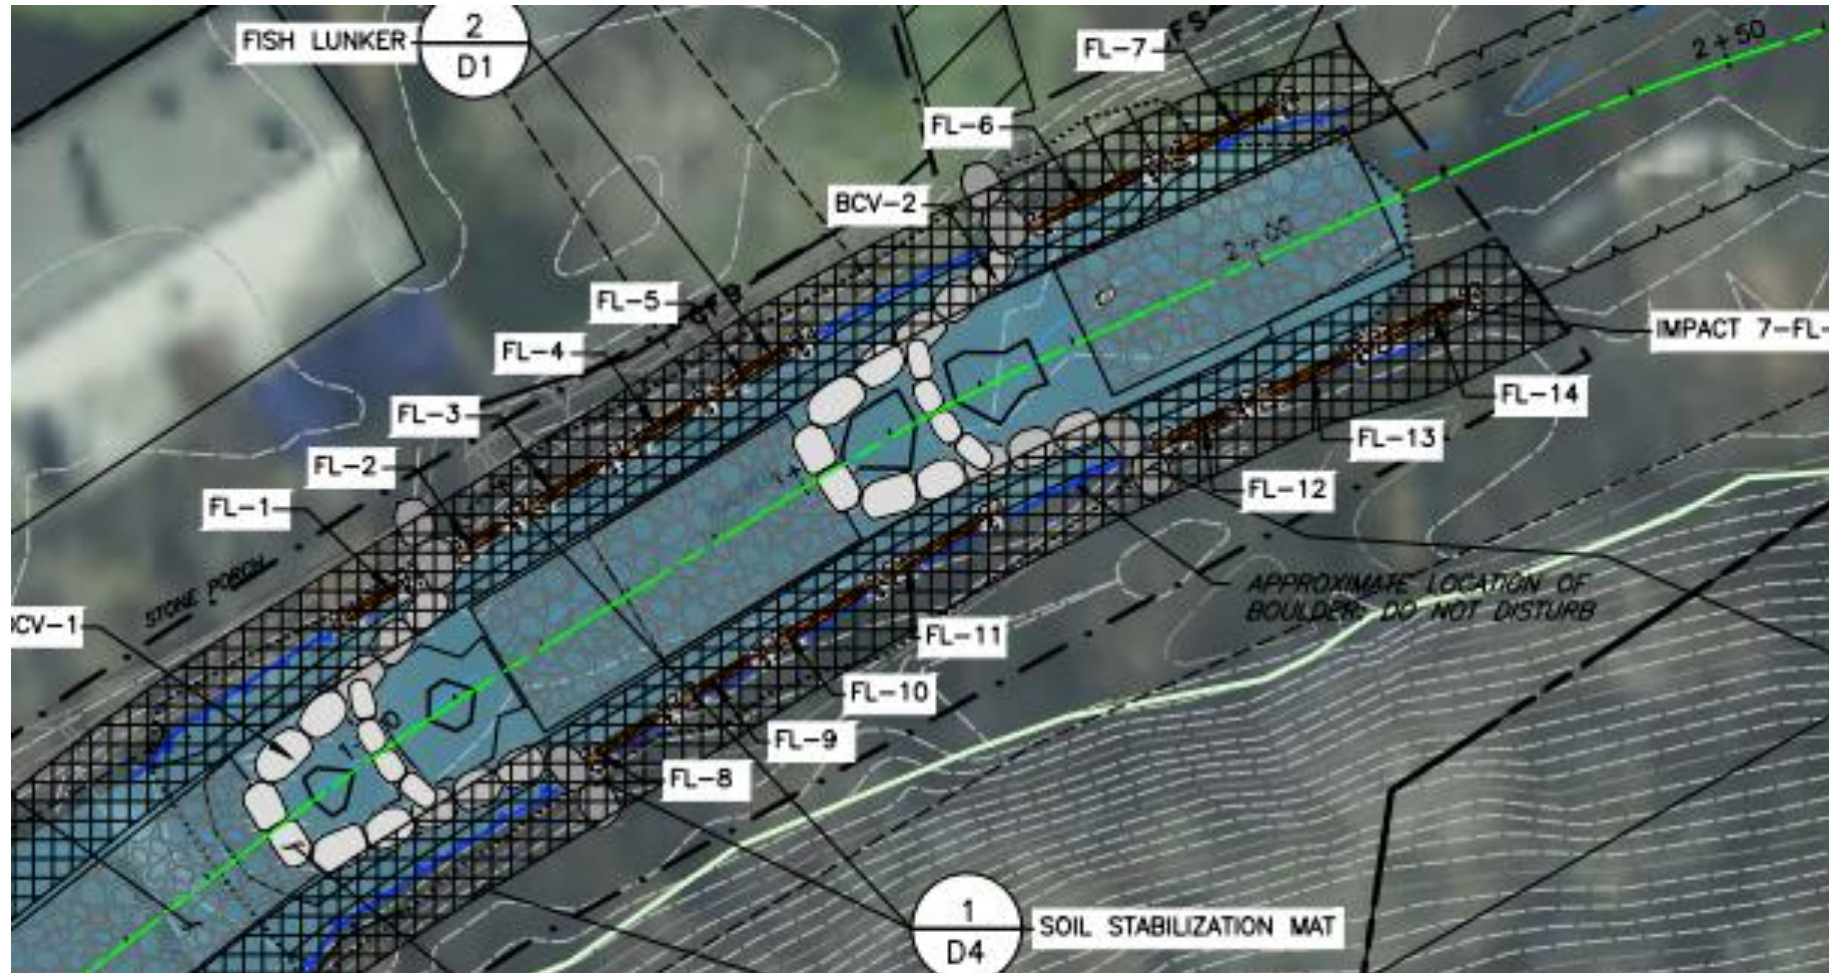 FISH LUNKER
2
D1
FL-7
2+50
FL-6
BCV-2
2+00
FL-5
FL-4
IMPACT 7-FL-
FL-3
FL-14
FL-2
FL-13
FL-1
FL-12
STONE PORCH
APPROXIMATE LOCATION OF
BOULDER: DO NOT DISTURB
CV-1
FL-11
FL-10
FL-9
FL-8
1
D4
SOIL STABILIZATION MAT